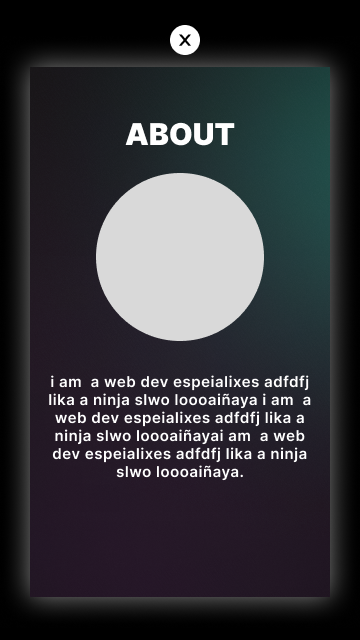 X
ABOUT
i am  a web dev espeialixes adfdfj
lika a ninja slwo loooaiñaya i am  a
web dev espeialixes adfdfj lika a
ninja slwo loooaiñayai am  a web
dev espeialixes adfdfj lika a ninja
slwo loooaiñaya.